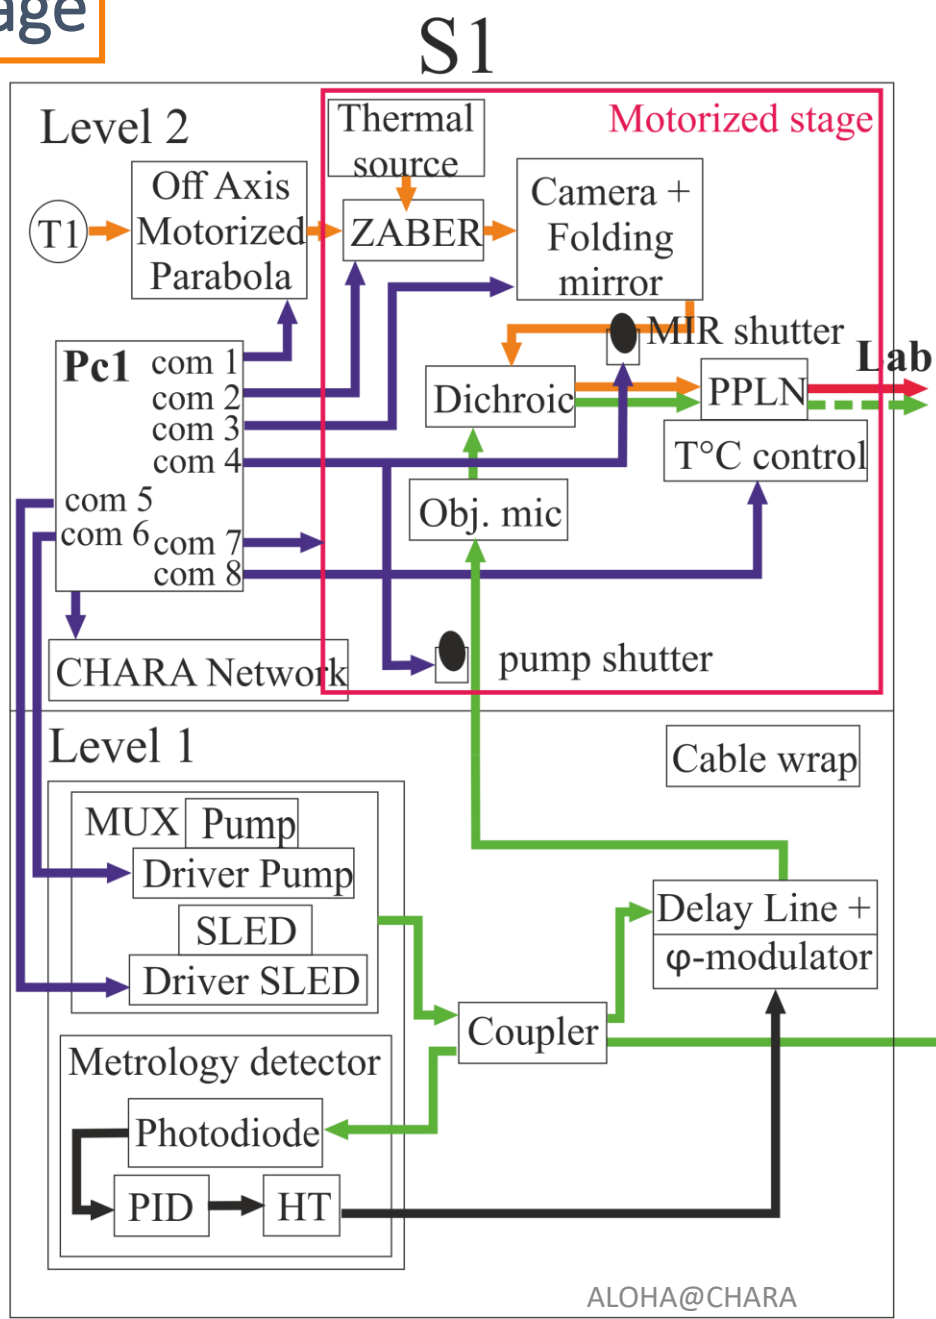 S1
Level 2
Thermal
source
Motorized stage
T1
Off Axis
Motorized
Parabola
ZABER
Camera +
Folding
mirror
MIR shutter
Lab
Pc1
com 1
com 2
com 3
com 4
com 5
com 6
com 7
com 8
Dichroic
PPLN
T°C control
Obj. mic
CHARA Network
pump shutter
Level 1
Cable wrap
MUX
Pump
Driver Pump
SLED
Driver SLED
Delay Line +
φ-modulator
Coupler
Metrology detector
Photodiode
PID
HT
ALOHA@CHARA